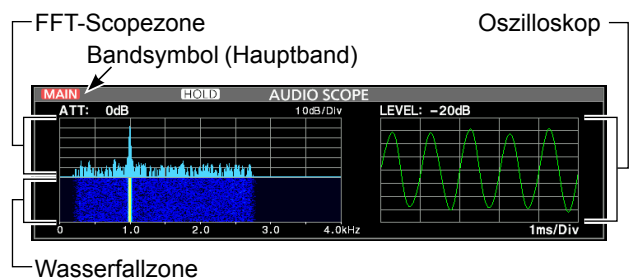 FFT-Scopezone
Oszilloskop
Bandsymbol (Hauptband)
MAIN HOLD AUDIO SCOPE
ATT: 0dB 10dB/Div LEVEL: -20dB
0 1.0 2.0 3.0 4.0kHz 1ms/Div
Wasserfallzone